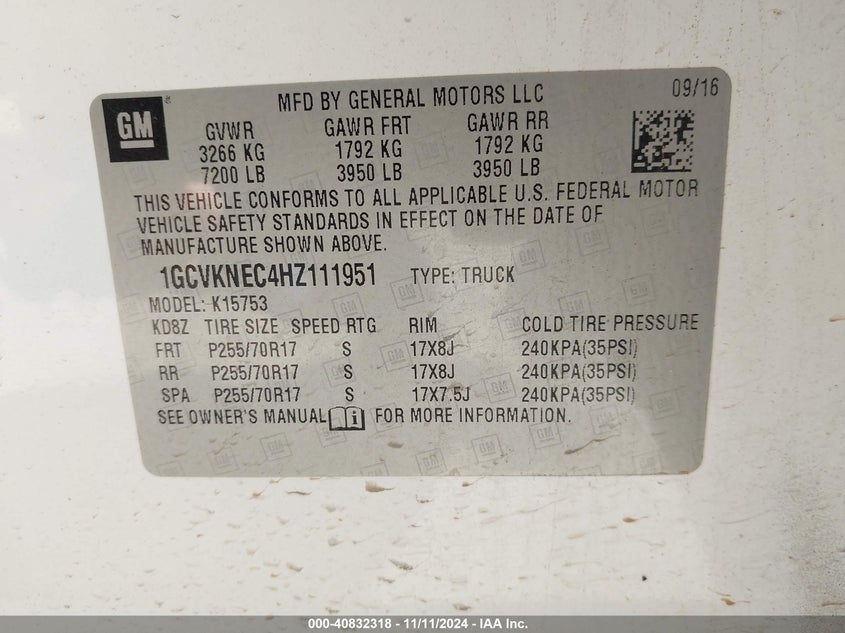 GM
MFD BY GENERAL MOTORS LLC
09/16
GVWR GAWR FRT GAWR RR
3266 KG 1792 KG 1792 KG
7200 LB 3950 LB 3950 LB
THIS VEHICLE CONFORMS TO ALL APPLICABLE U.S. FEDERAL MOTOR
VEHICLE SAFETY STANDARDS IN EFFECT ON THE DATE OF
MANUFACTURE SHOWN ABOVE.
1GCVKNEC4HZ111951 TYPE: TRUCK
MODEL: K15753
KD8Z TIRE SIZE SPEED RTG RIM COLD TIRE PRESSURE
FRT P255/70R17 S 17X8J 240KPA(35PSI)
RR P255/70R17 S 17X8J 240KPA(35PSI)
SPA P255/70R17 S 17X7.5J 240KPA(35PSI)
SEE OWNER'S MANUAL FOR MORE INFORMATION.
000-40832318 - 11/11/2024 - IAA Inc.